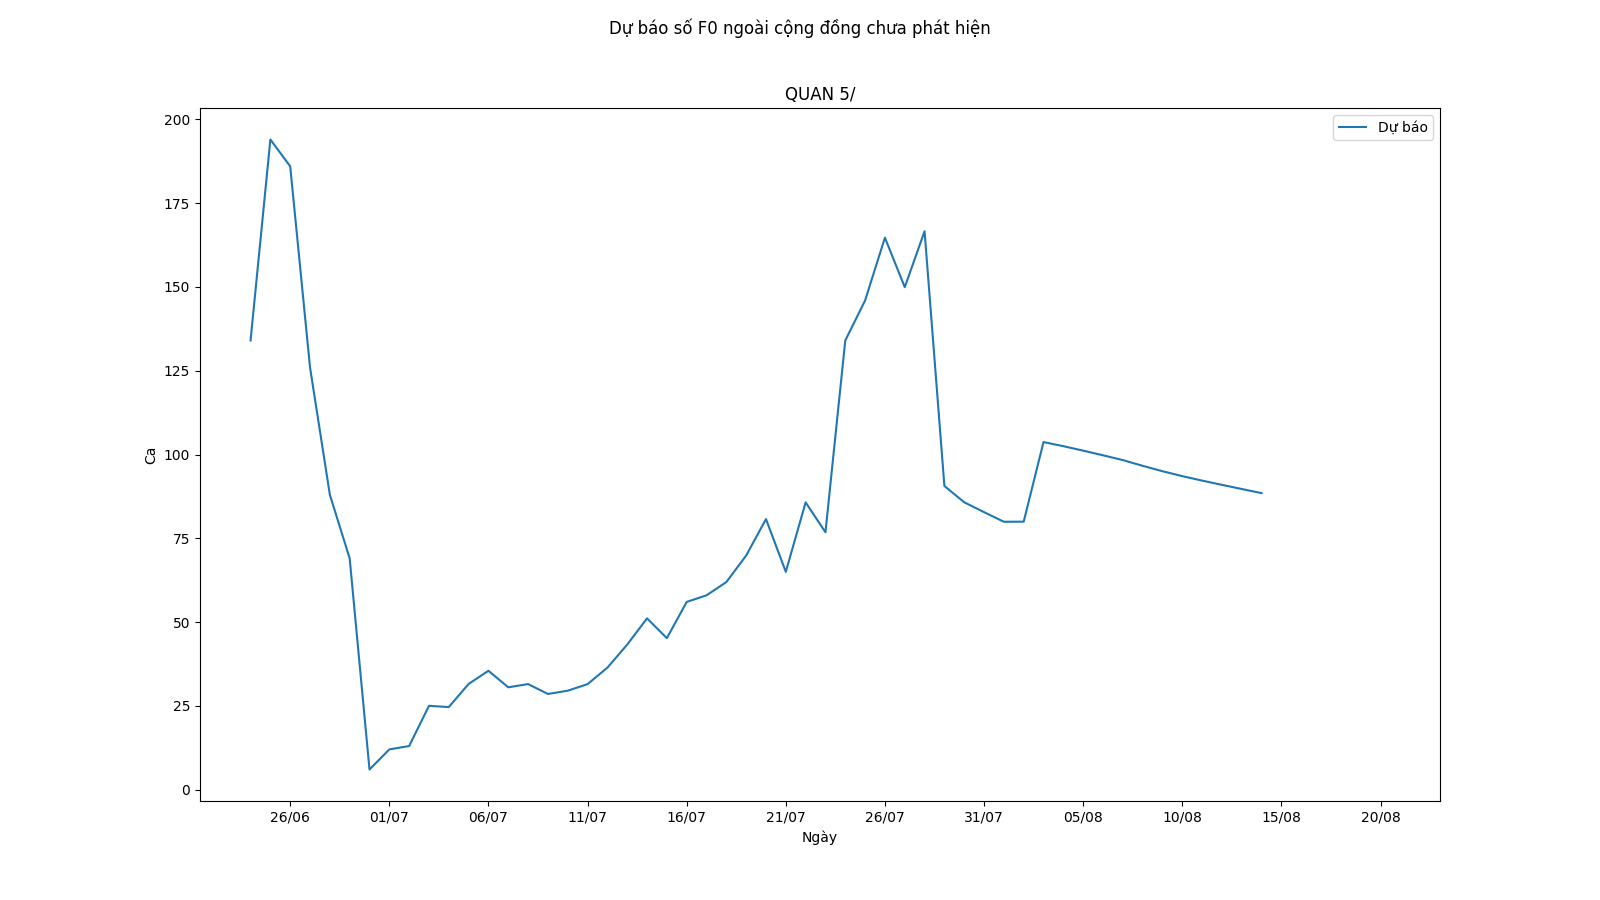 Dự báo số F0 ngoài cộng đồng chưa phát hiện
QUAN 5/
Dự báo
200
175
150
125
100
75
50
25
0
Ca
26/06 01/07 06/07 11/07 16/07 21/07 26/07 31/07 05/08 10/08 15/08 20/08
Ngày